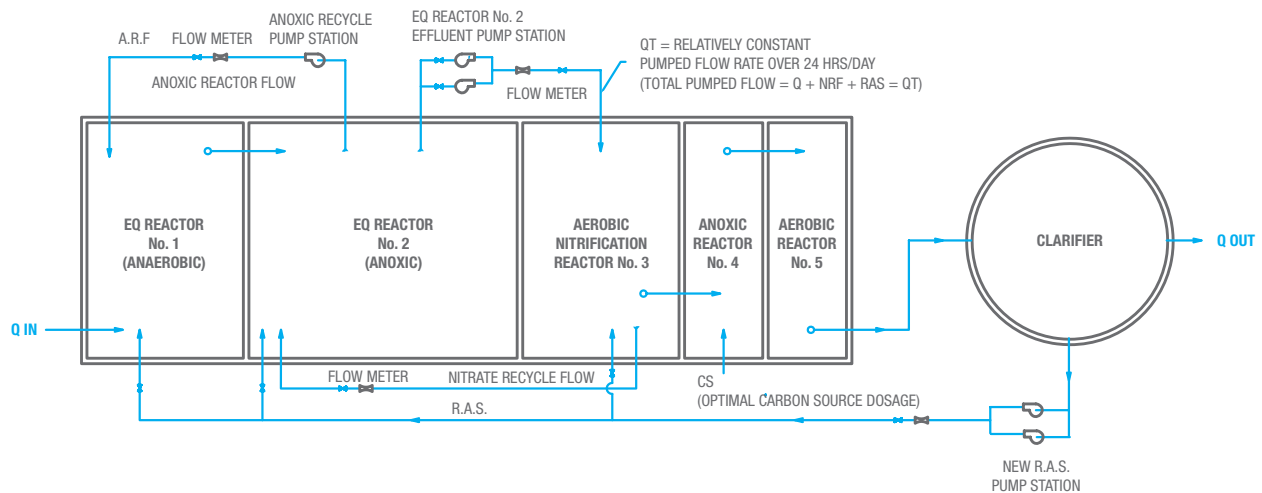 A.R.F
FLOW METER
ANOXIC RECYCLE
PUMP STATION
ANOXIC REACTOR FLOW
EQ REACTOR No. 2
EFFLUENT PUMP STATION
FLOW METER
QT = RELATIVELY CONSTANT
PUMPED FLOW RATE OVER 24 HRS/DAY
(TOTAL PUMPED FLOW = Q + NRF + RAS = QT)
EQ REACTOR
No. 1
(ANAEROBIC)
EQ REACTOR
No. 2
(ANOXIC)
AEROBIC
NITRIFICATION
REACTOR No. 3
ANOXIC
REACTOR
No. 4
AEROBIC
REACTOR
No. 5
CLARIFIER
Q OUT
Q IN
FLOW METER
NITRATE RECYCLE FLOW
R.A.S.
CS
(OPTIMAL CARBON SOURCE DOSAGE)
NEW R.A.S.
PUMP STATION